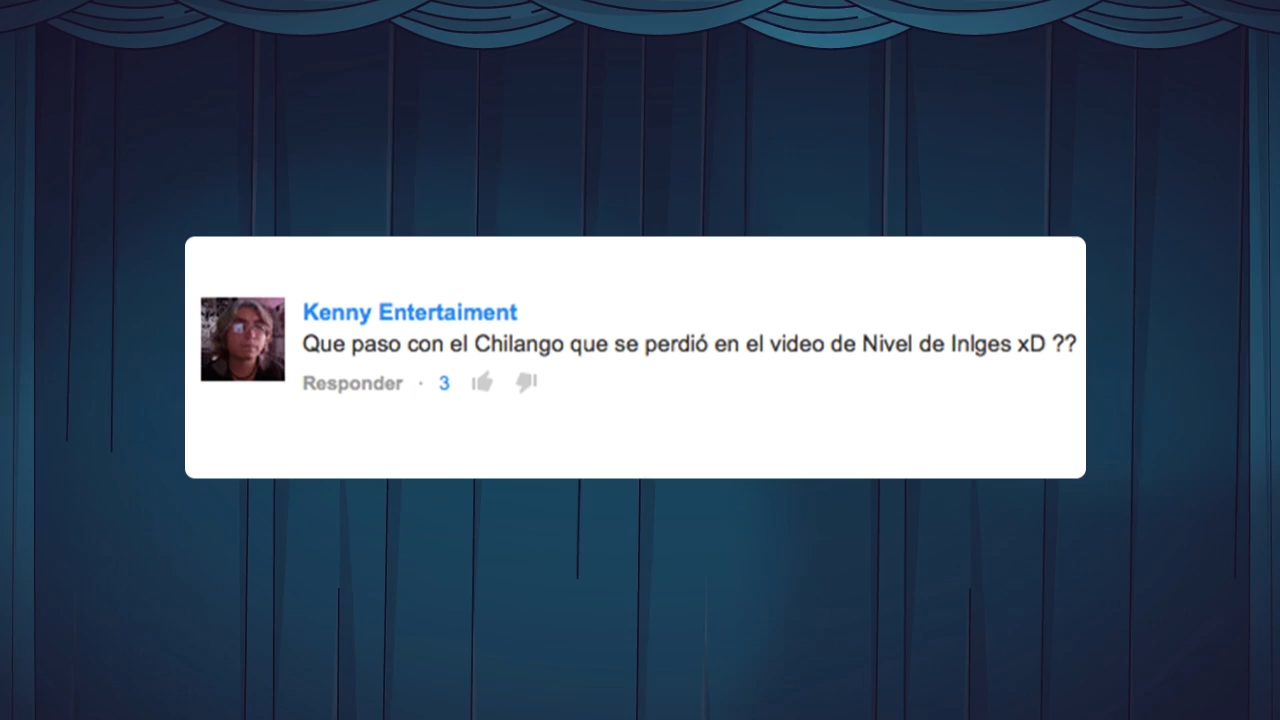 Kenny Entertaiment
Que paso con el Chilango que se perdió en el video de Nivel de Inlges xD ??
Responder · 3